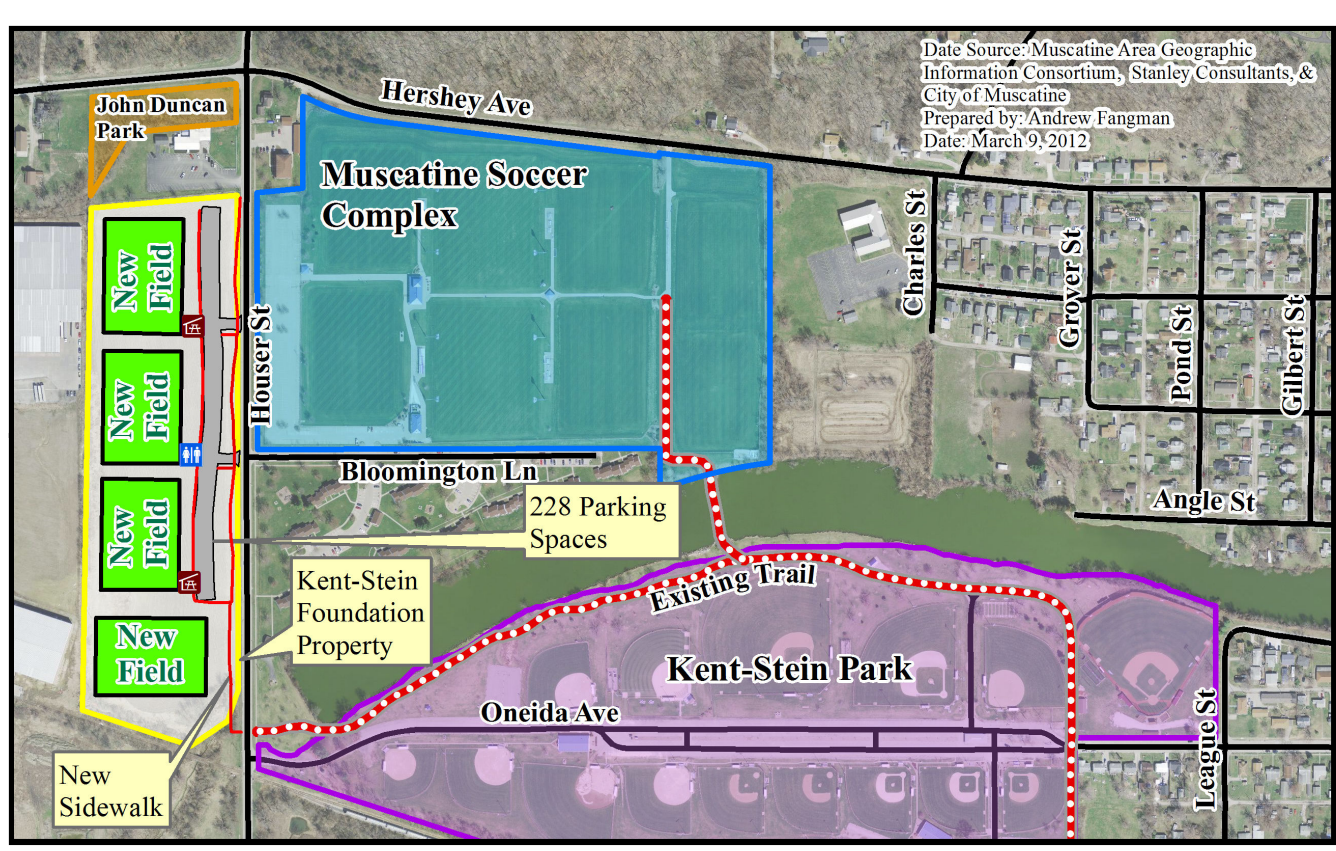 Date Source: Muscatine Area Geographic
Information Consortium, Stanley Consultants, &
City of Muscatine
Prepared by: Andrew Fangman
Date: March 9, 2012
John Duncan
Park
Hershey Ave
Muscatine Soccer
Complex
Charles St
Grover St
Pond St
Gilbert St
New
Field
Houser St
New
Field
Bloomington Ln
Angle St
228 Parking
Spaces
New
Field
Kent-Stein
Foundation
Property
Existing Trail
New
Field
Kent-Stein Park
Oneida Ave
League St
New
Sidewalk